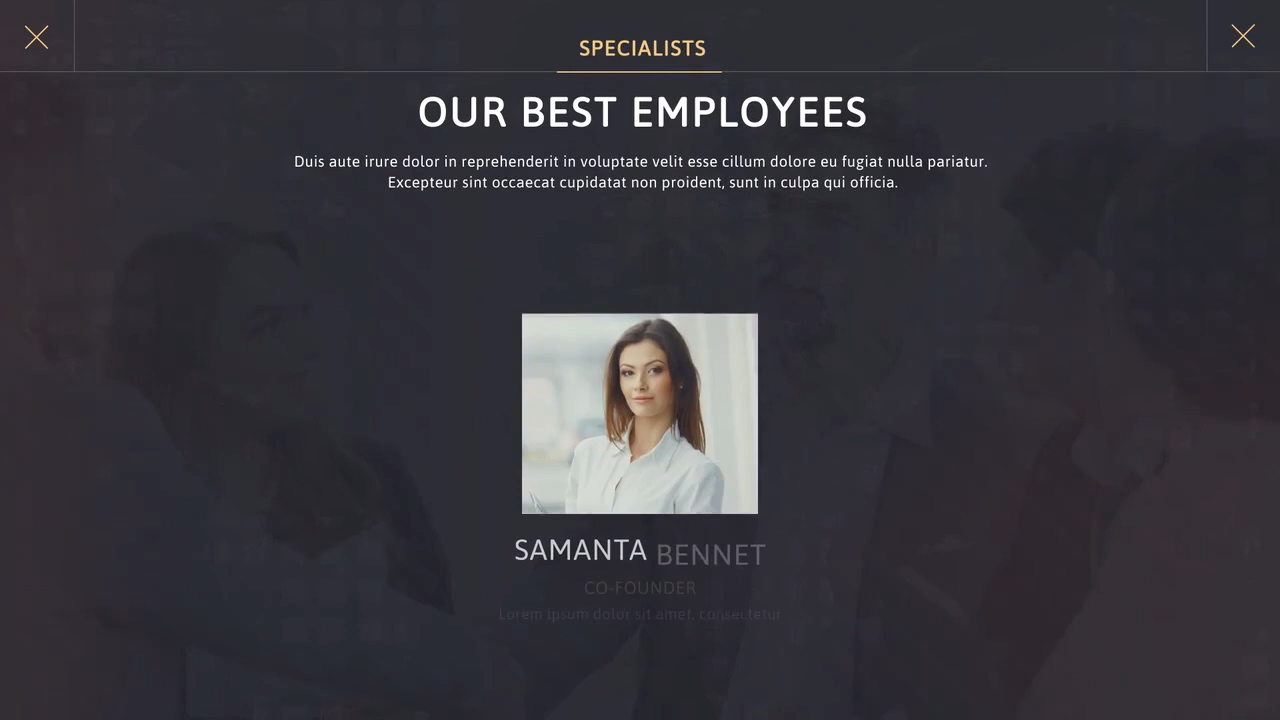 SPECIALISTS
OUR BEST EMPLOYEES
Duis aute irure dolor in reprehenderit in voluptate velit esse cillum dolore eu fugiat nulla pariatur.
Excepteur sint occaecat cupidatat non proident, sunt in culpa qui officia.
SAMANTA BENNET
CO-FOUNDER
Lorem ipsum dolor sit amet, consectetur